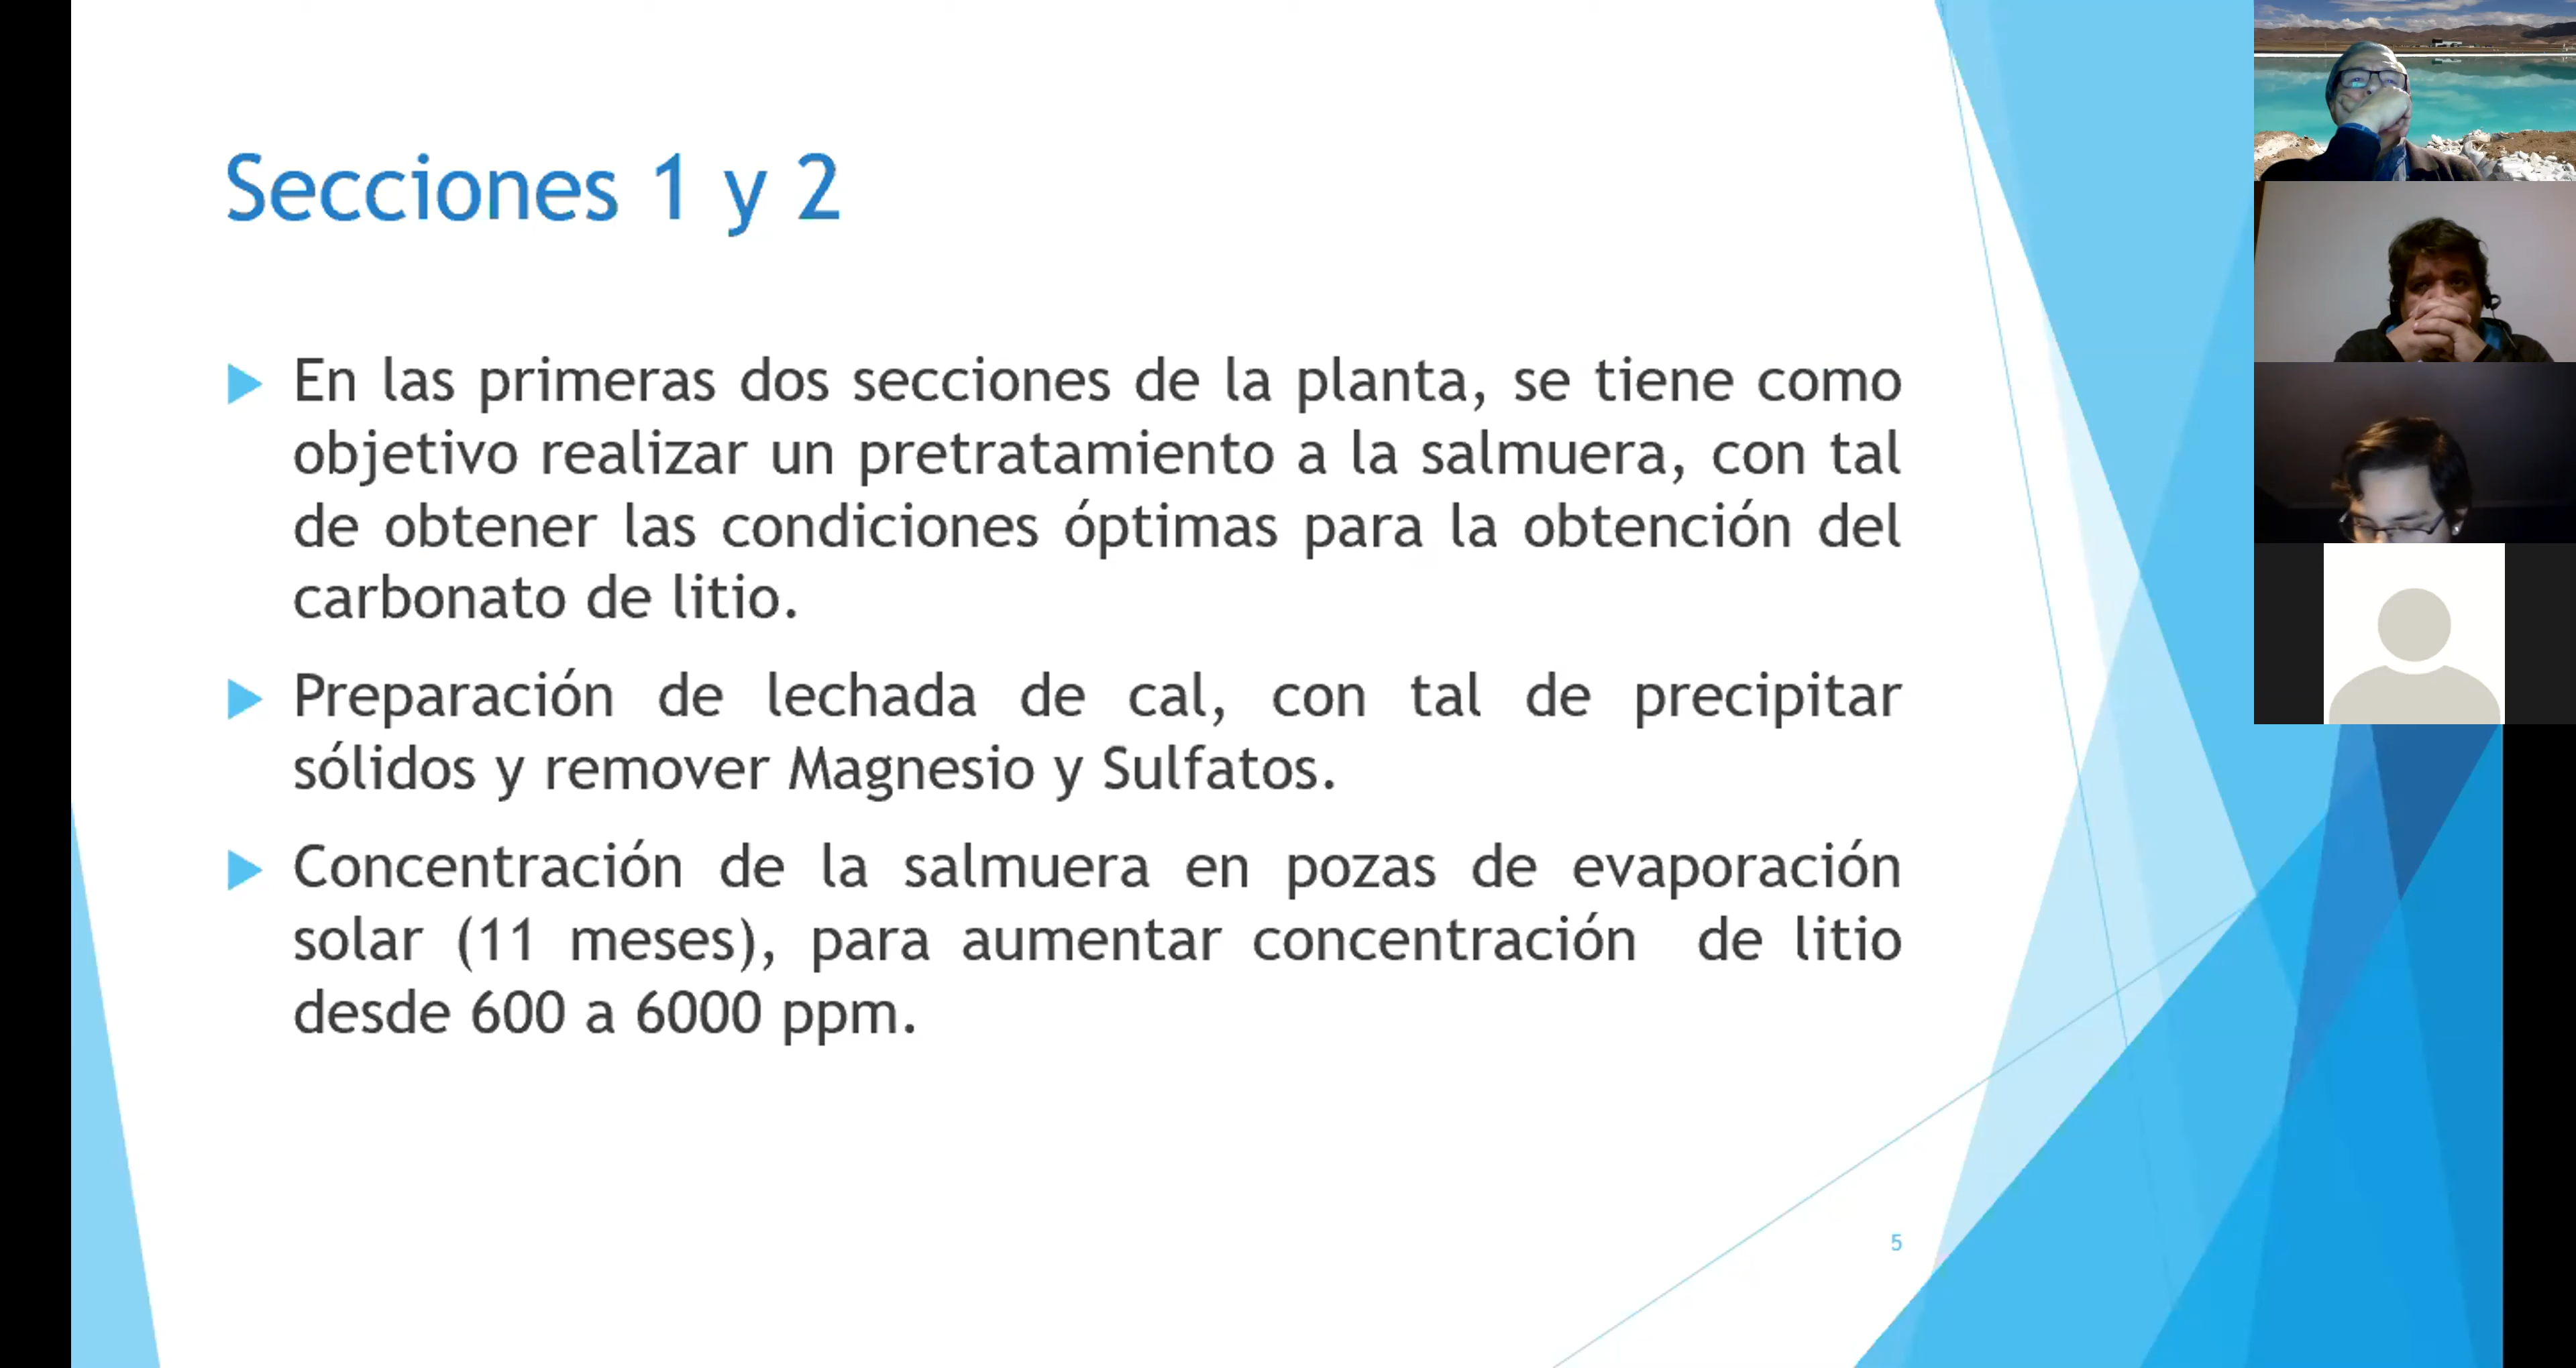 Secciones 1 y 2
En las primeras dos secciones de la planta, se tiene como
objetivo realizar un pretratamiento a la salmuera, con tal
de obtener las condiciones óptimas para la obtención del
carbonato de litio.
Preparación de lechada de cal, con tal de precipitar
sólidos y remover Magnesio y Sulfatos.
Concentración de la salmuera en pozas de evaporación
solar (11 meses), para aumentar concentración de litio
desde 600 a 6000 ppm.
5